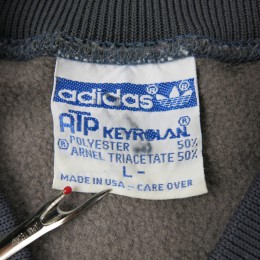 adidas
ATP KEYROLAN®
® POLYESTER 50%
ARNEL TRIACETATE 50%
L-
MADE IN USA - CARE OVER